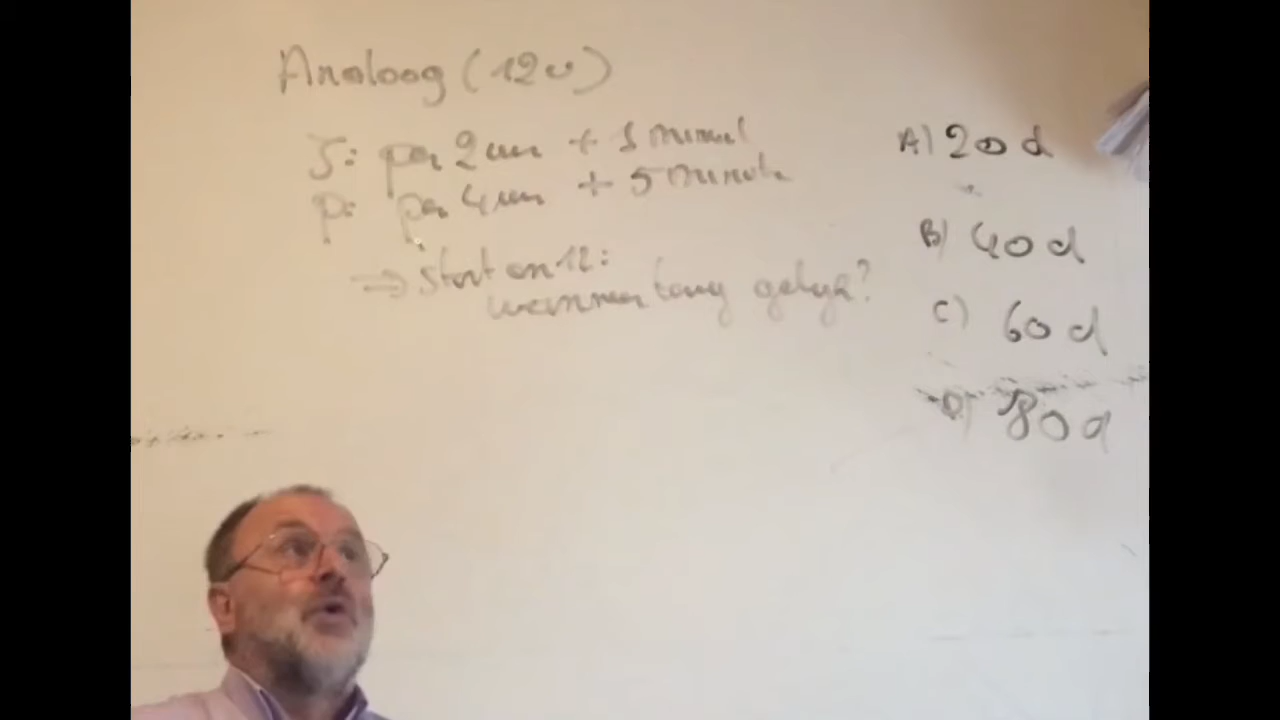 Analoog (12u)
J: per 2 uur + 1 minuut
P: per 4 uur + 5 minuten
=> Start om 12:
wanneer terug gelijk?
A) 20 d
B) 40 d
C) 60 d
D) 80 d